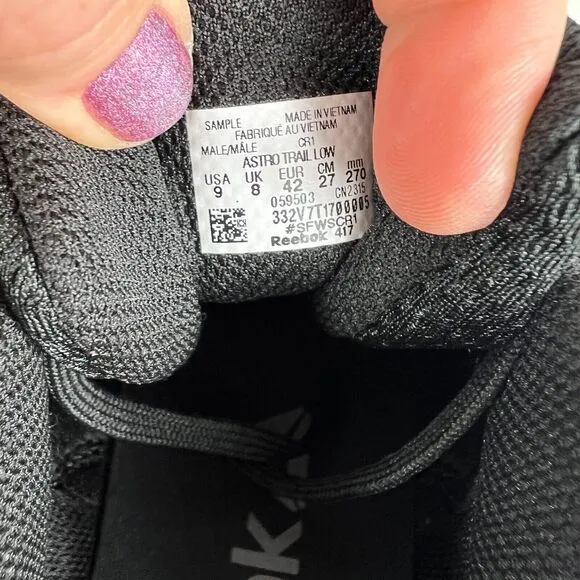 SAMPLE MADE IN VIETNAM
FABRIQUÉ AU VIETNAM
MALE/MÂLE CR1
ASTRO TRAIL LOW
USA UK EUR CM mm
9 8 42 27 270
059503 CN2315
332V7T1700005
#SFWSCR1
Reebok 417